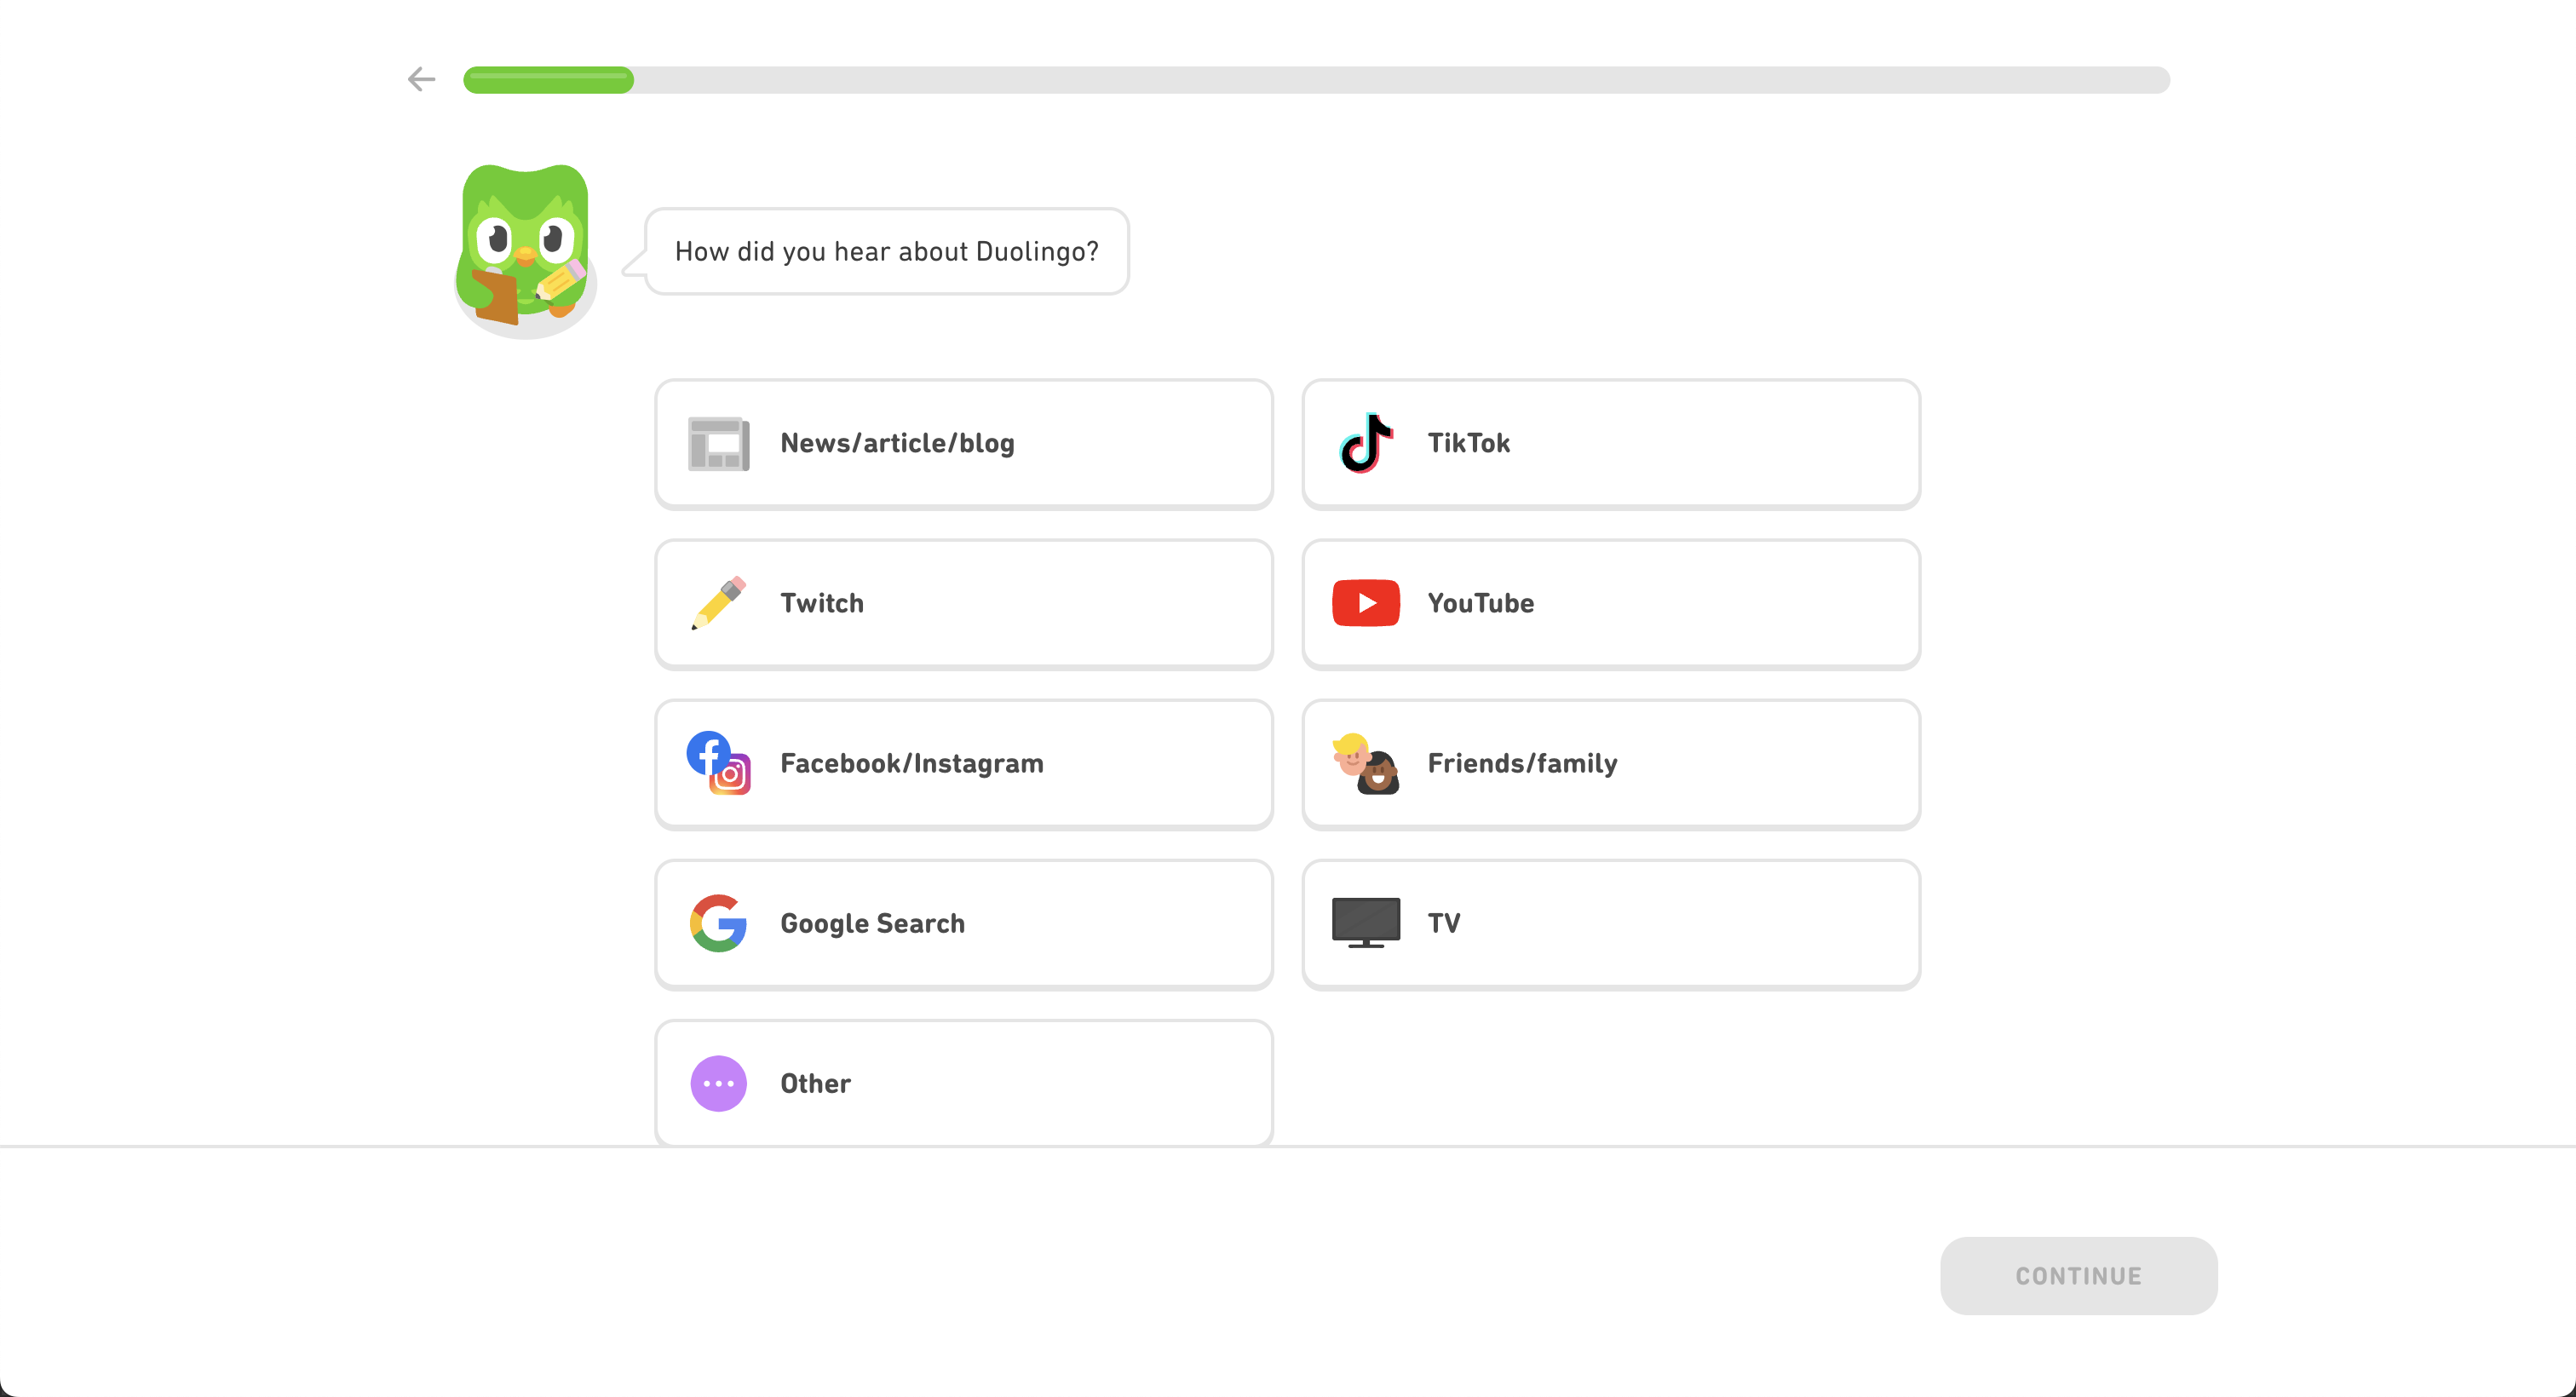 How did you hear about Duolingo?
News/article/blog
TikTok
Twitch
YouTube
Facebook/Instagram
Friends/family
Google Search
TV
Other
CONTINUE